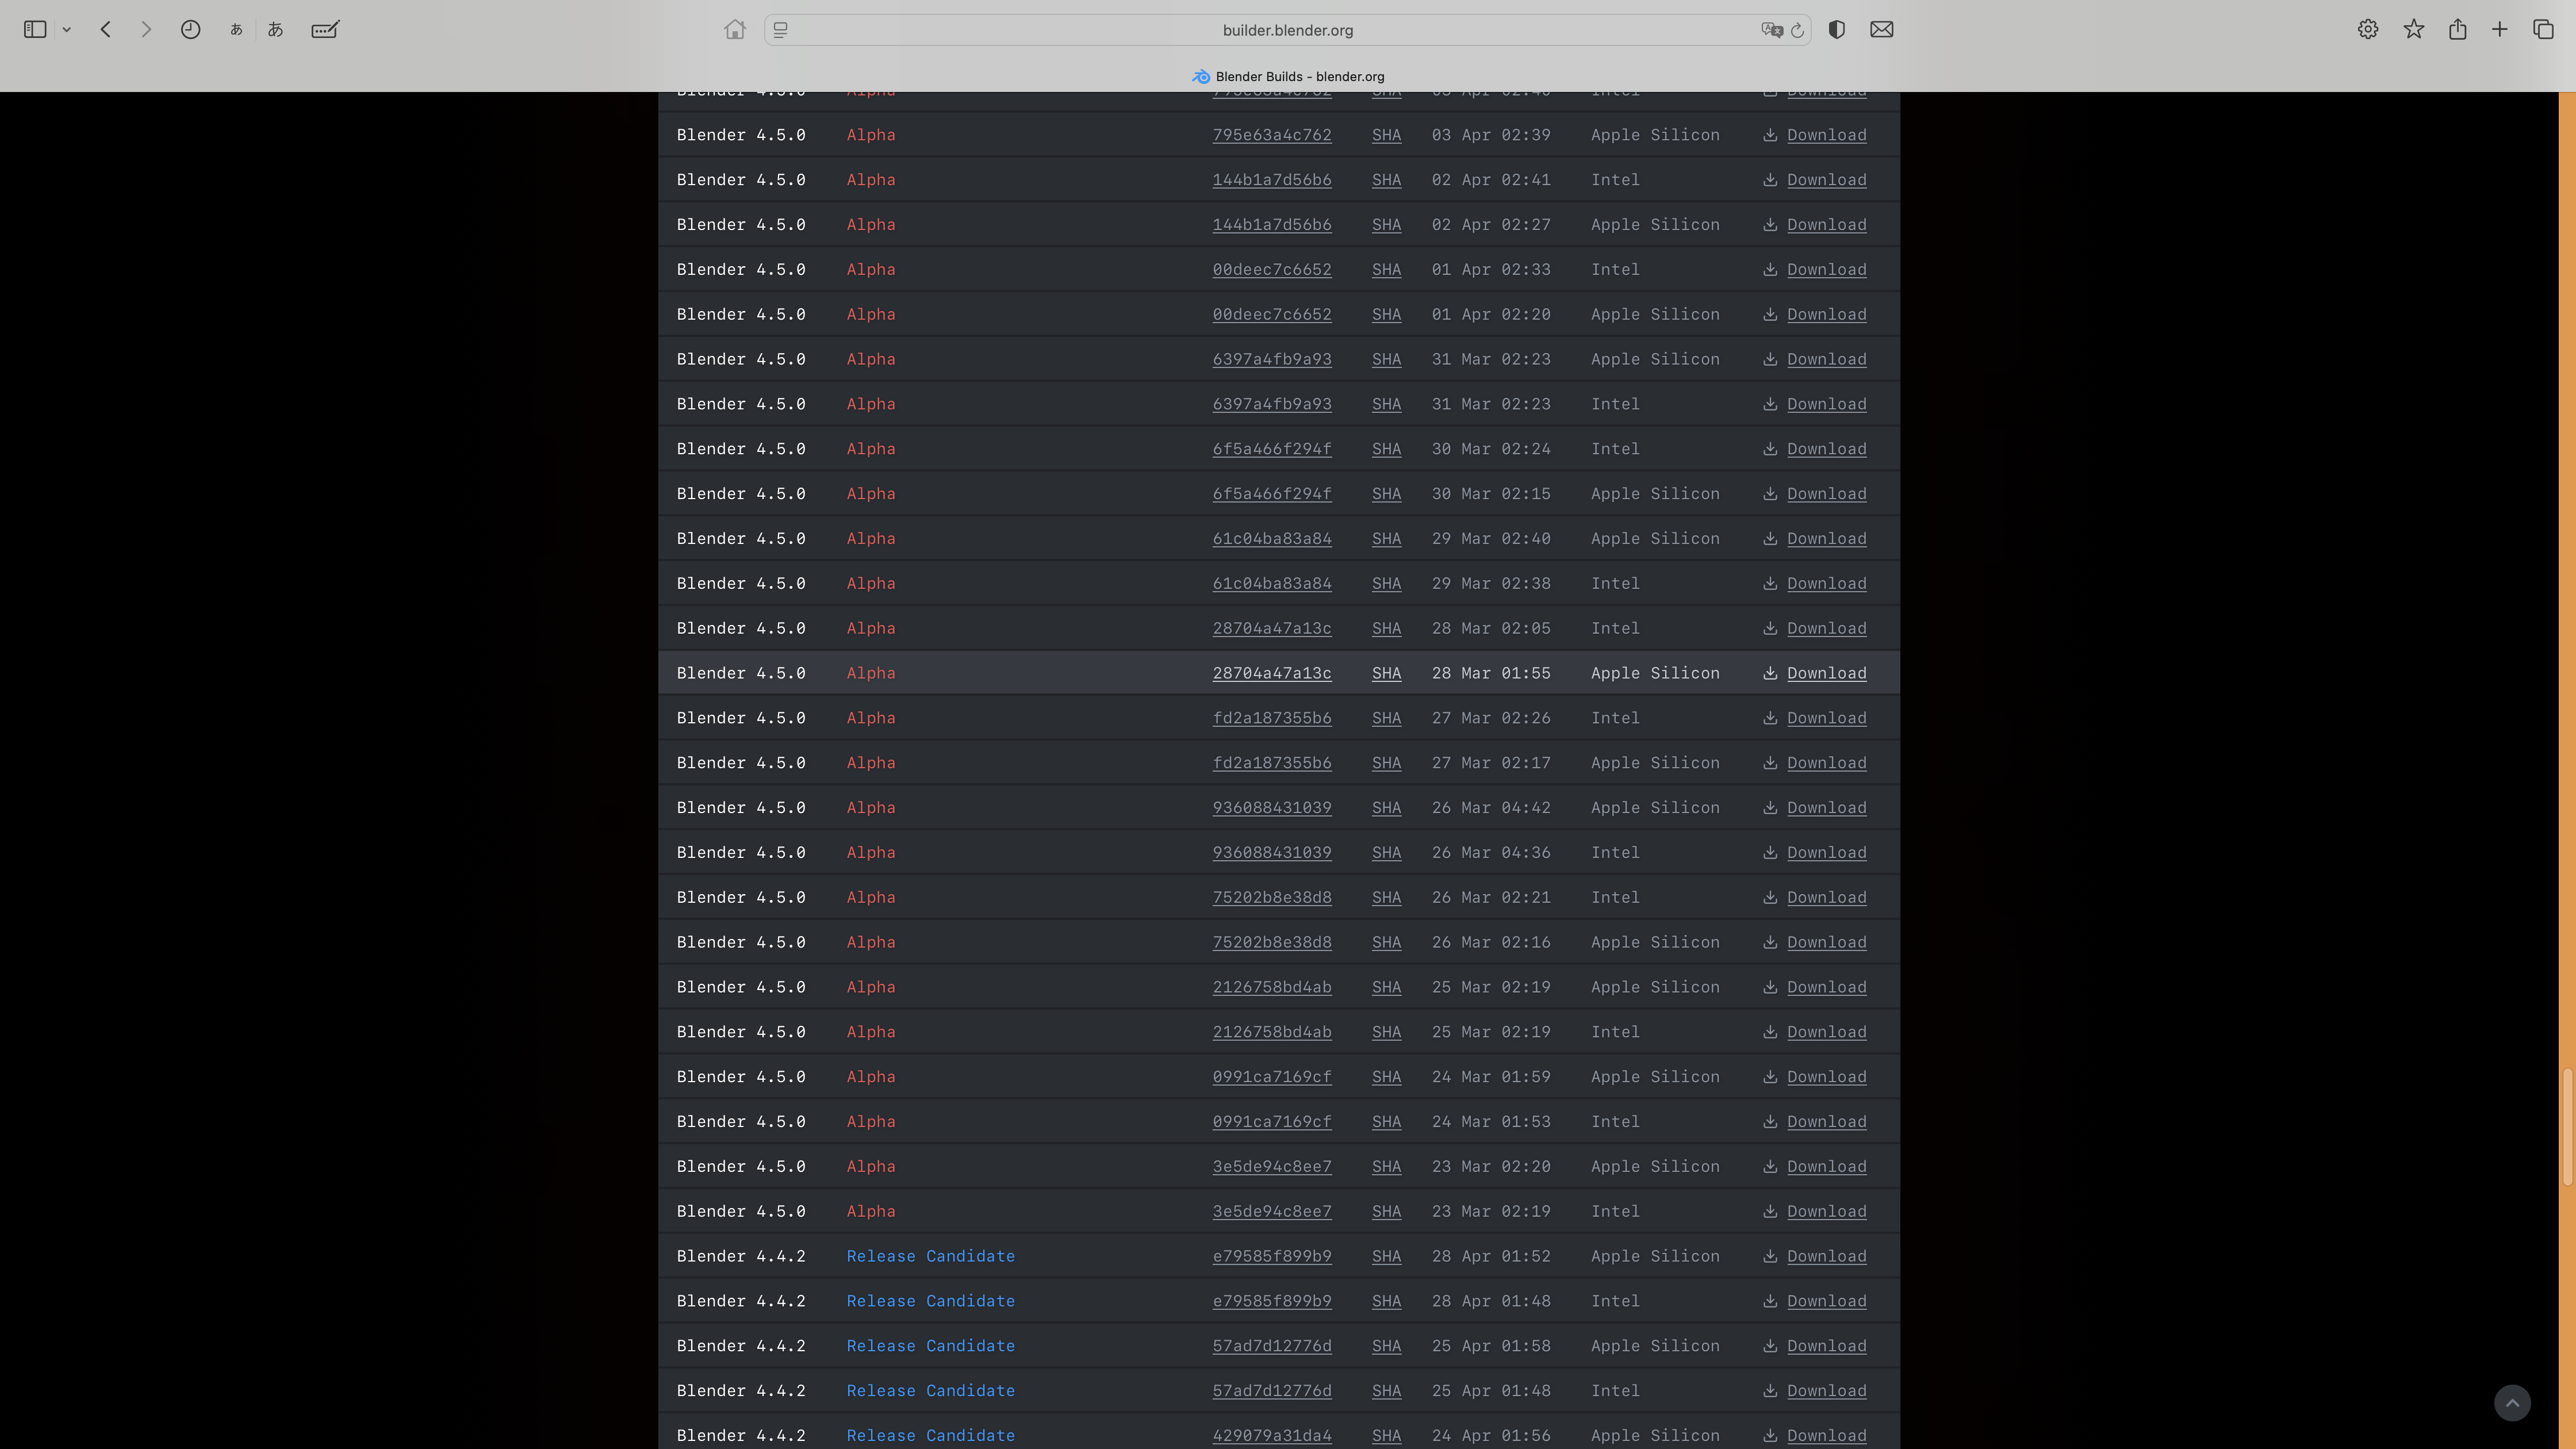 あ あ builder.blender.org
Blender Builds - blender.org
Blender 4.5.0 Alpha 795e63a4c762 SHA Intel Download
Blender 4.5.0 Alpha 795e63a4c762 SHA 03 Apr 02:39 Apple Silicon Download
Blender 4.5.0 Alpha 144b1a7d56b6 SHA 02 Apr 02:41 Intel Download
Blender 4.5.0 Alpha 144b1a7d56b6 SHA 02 Apr 02:27 Apple Silicon Download
Blender 4.5.0 Alpha 00deec7c6652 SHA 01 Apr 02:33 Intel Download
Blender 4.5.0 Alpha 00deec7c6652 SHA 01 Apr 02:20 Apple Silicon Download
Blender 4.5.0 Alpha 6397a4fb9a93 SHA 31 Mar 02:23 Apple Silicon Download
Blender 4.5.0 Alpha 6397a4fb9a93 SHA 31 Mar 02:23 Intel Download
Blender 4.5.0 Alpha 6f5a466f294f SHA 30 Mar 02:24 Intel Download
Blender 4.5.0 Alpha 6f5a466f294f SHA 30 Mar 02:15 Apple Silicon Download
Blender 4.5.0 Alpha 61c04ba83a84 SHA 29 Mar 02:40 Apple Silicon Download
Blender 4.5.0 Alpha 61c04ba83a84 SHA 29 Mar 02:38 Intel Download
Blender 4.5.0 Alpha 28704a47a13c SHA 28 Mar 02:05 Intel Download
Blender 4.5.0 Alpha 28704a47a13c SHA 28 Mar 01:55 Apple Silicon Download
Blender 4.5.0 Alpha fd2a187355b6 SHA 27 Mar 02:26 Intel Download
Blender 4.5.0 Alpha fd2a187355b6 SHA 27 Mar 02:17 Apple Silicon Download
Blender 4.5.0 Alpha 936088431039 SHA 26 Mar 04:42 Apple Silicon Download
Blender 4.5.0 Alpha 936088431039 SHA 26 Mar 04:36 Intel Download
Blender 4.5.0 Alpha 75202b8e38d8 SHA 26 Mar 02:21 Intel Download
Blender 4.5.0 Alpha 75202b8e38d8 SHA 26 Mar 02:16 Apple Silicon Download
Blender 4.5.0 Alpha 2126758bd4ab SHA 25 Mar 02:19 Apple Silicon Download
Blender 4.5.0 Alpha 2126758bd4ab SHA 25 Mar 02:19 Intel Download
Blender 4.5.0 Alpha 0991ca7169cf SHA 24 Mar 01:59 Apple Silicon Download
Blender 4.5.0 Alpha 0991ca7169cf SHA 24 Mar 01:53 Intel Download
Blender 4.5.0 Alpha 3e5de94c8ee7 SHA 23 Mar 02:20 Apple Silicon Download
Blender 4.5.0 Alpha 3e5de94c8ee7 SHA 23 Mar 02:19 Intel Download
Blender 4.4.2 Release Candidate e79585f899b9 SHA 28 Apr 01:52 Apple Silicon Download
Blender 4.4.2 Release Candidate e79585f899b9 SHA 28 Apr 01:48 Intel Download
Blender 4.4.2 Release Candidate 57ad7d12776d SHA 25 Apr 01:58 Apple Silicon Download
Blender 4.4.2 Release Candidate 57ad7d12776d SHA 25 Apr 01:48 Intel Download
Blender 4.4.2 Release Candidate 429079a31da4 SHA 24 Apr 01:56 Apple Silicon Download